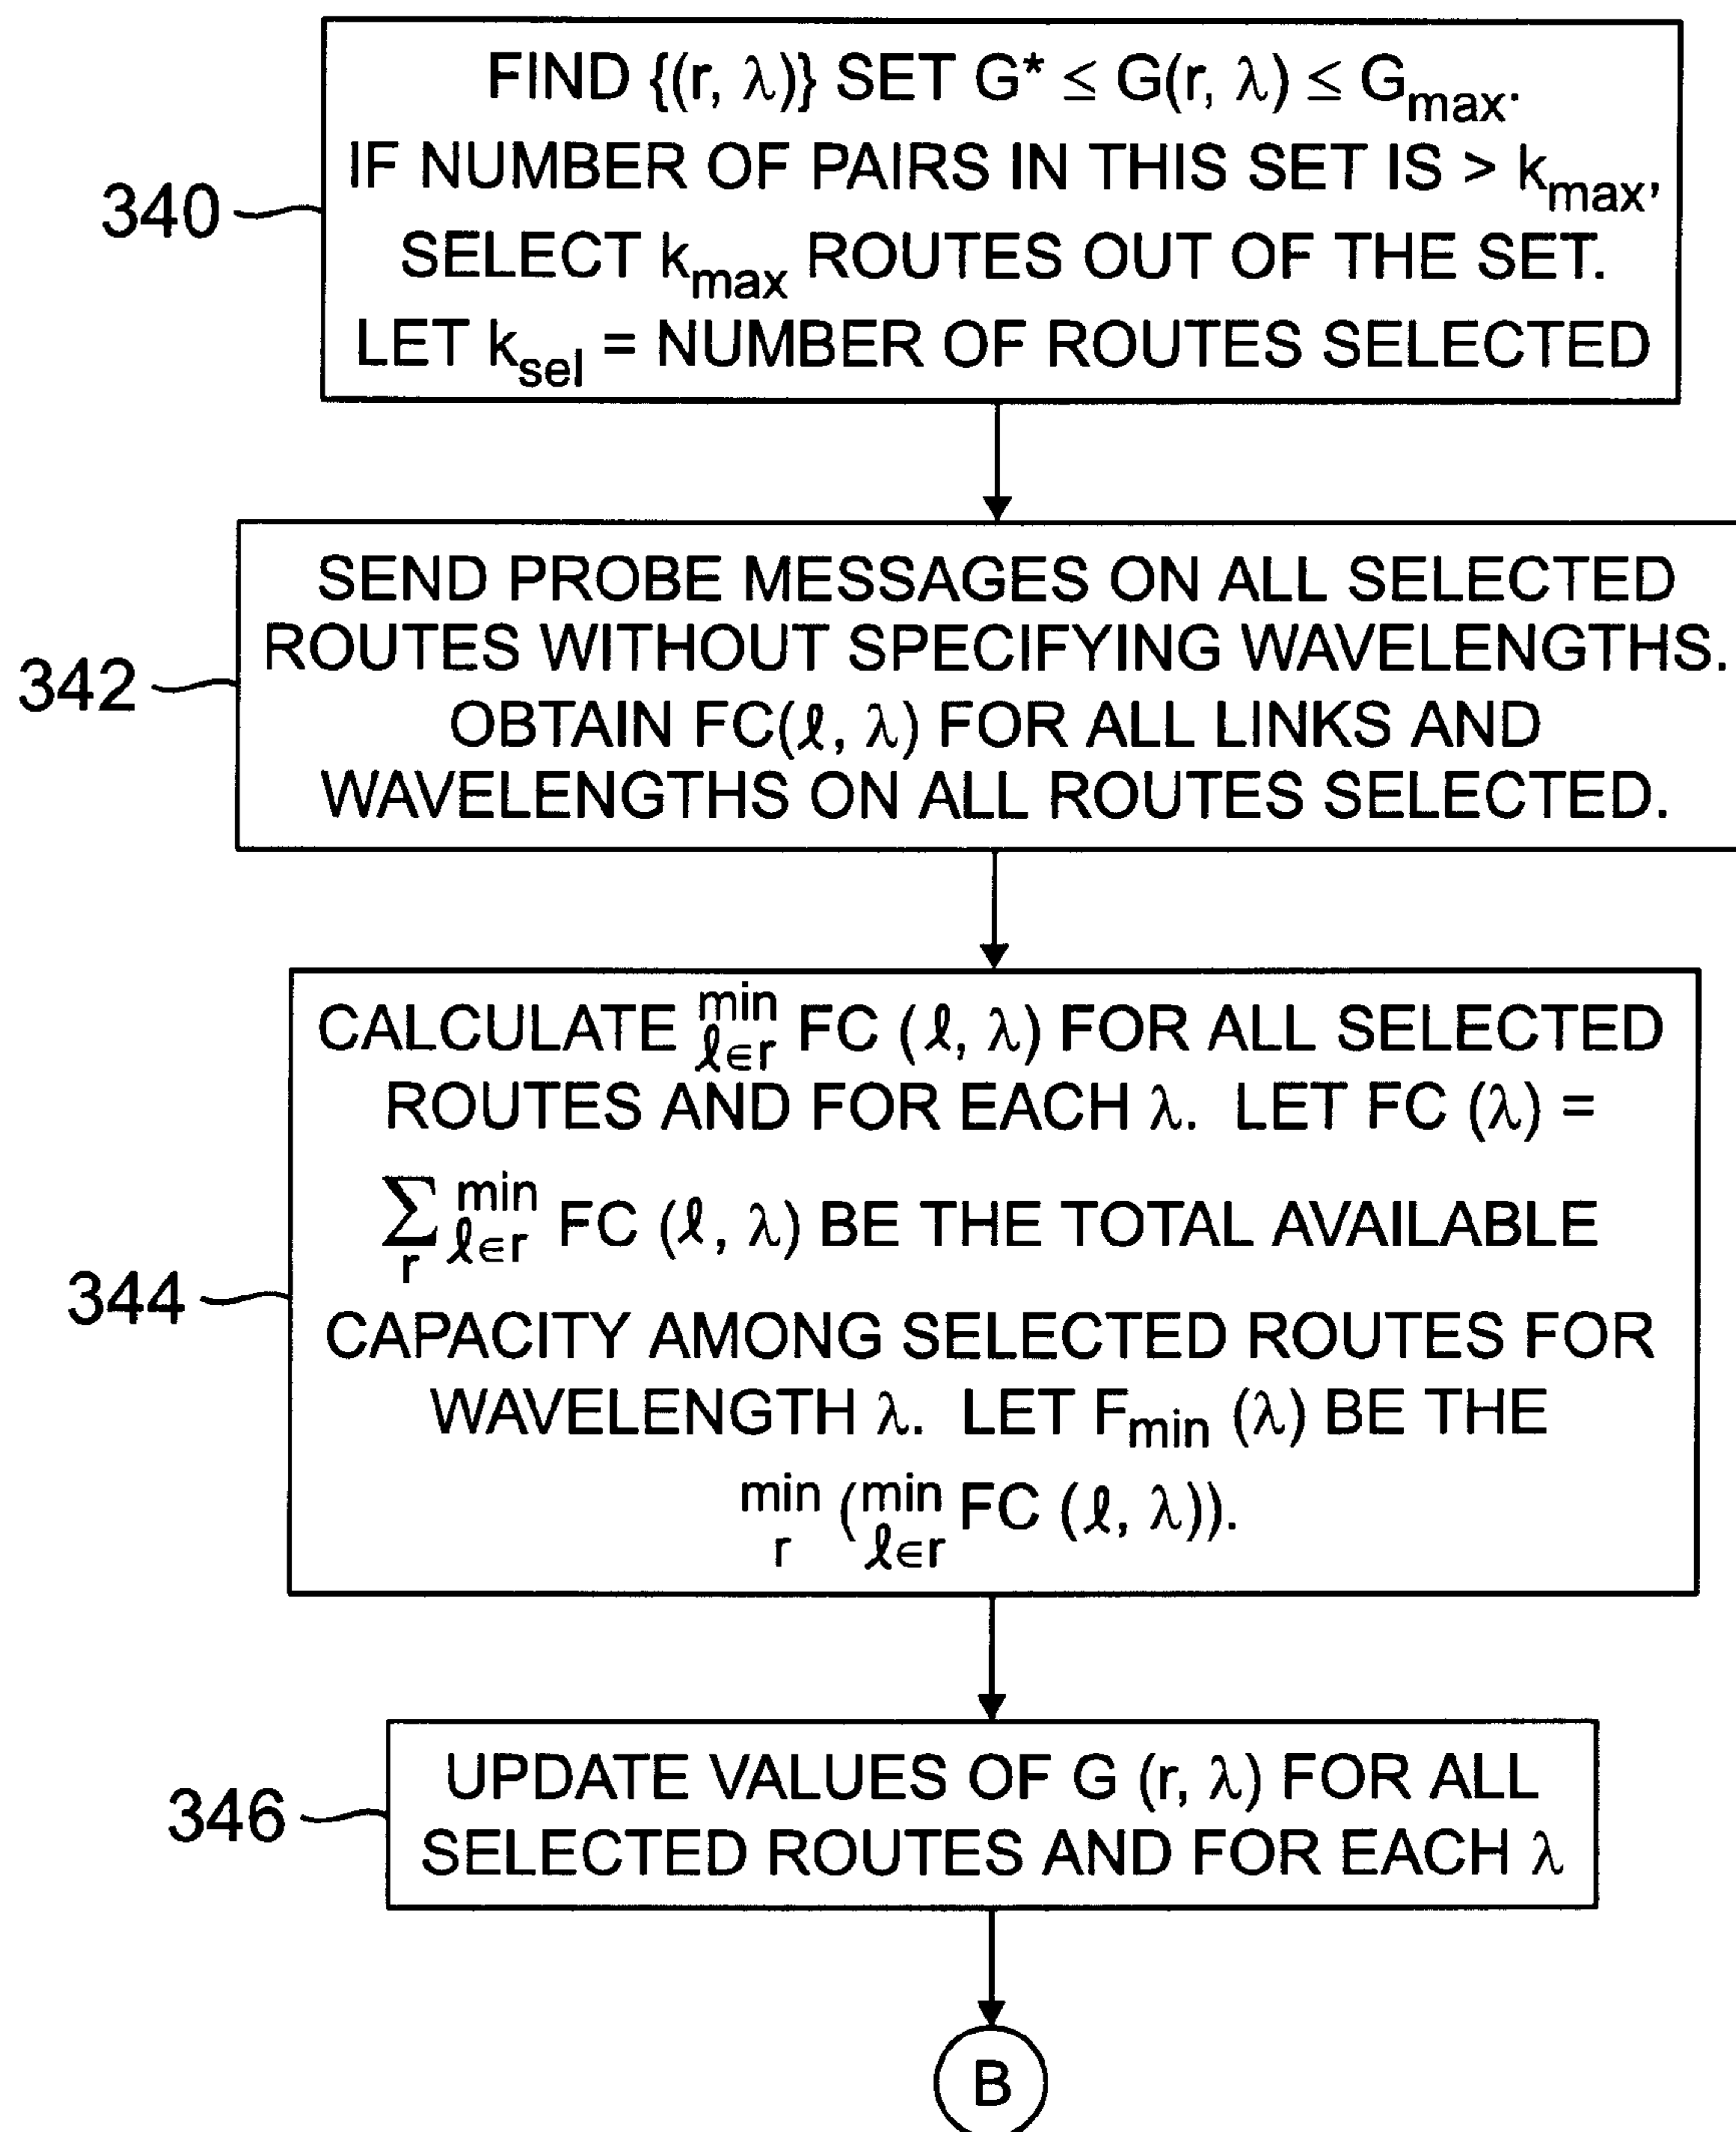 FIND {(r, λ)} SET G* ≤ G(r, λ) ≤ Gmax.
IF NUMBER OF PAIRS IN THIS SET IS > kmax,
340
SELECT kmax ROUTES OUT OF THE SET.
LET ksel = NUMBER OF ROUTES SELECTED
SEND PROBE MESSAGES ON ALL SELECTED
ROUTES WITHOUT SPECIFYING WAVELENGTHS.
342
OBTAIN FC(ℓ, λ) FOR ALL LINKS AND
WAVELENGTHS ON ALL ROUTES SELECTED.
CALCULATE min ℓ∈r FC (ℓ, λ) FOR ALL SELECTED
ROUTES AND FOR EACH λ. LET FC (λ) =
∑ r min ℓ∈r FC (ℓ, λ) BE THE TOTAL AVAILABLE
344
CAPACITY AMONG SELECTED ROUTES FOR
WAVELENGTH λ. LET Fmin (λ) BE THE
min r (min ℓ∈r FC (ℓ, λ)).
UPDATE VALUES OF G (r, λ) FOR ALL
346
SELECTED ROUTES AND FOR EACH λ
B